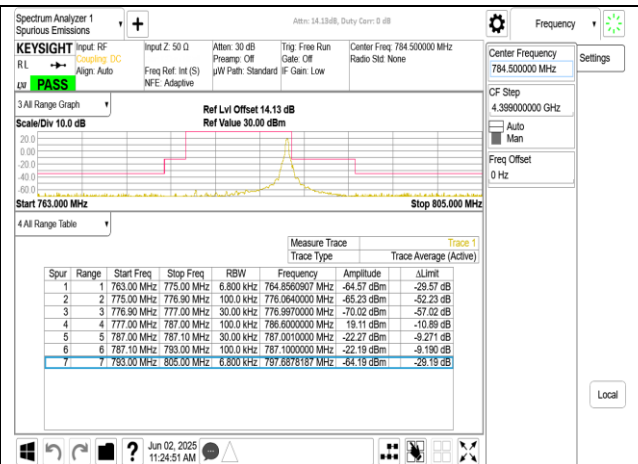 Spectrum Analyzer 1
Spurious Emissions
Attn: 14.13dB, Duty Corr: 0 dB
Frequency
KEYSIGHT Input: RF
RL
Coupling: DC
Align: Auto
LXI PASS
Input Z: 50 Ω
Freq Ref: Int (S)
NFE: Adaptive
Atten: 30 dB
Preamp: Off
µW Path: Standard
Trig: Free Run
Gate: Off
IF Gain: Low
Center Freq: 784.500000 MHz
Radio Std: None
Center Frequency
784.500000 MHz
Settings
CF Step
4.399000000 GHz
Auto
Man
Freq Offset
0 Hz
3 All Range Graph
Scale/Div 10.0 dB
Ref Lvl Offset 14.13 dB
Ref Value 30.00 dBm
20.0
0.00
-20.0
-40.0
-60.0
Start 763.000 MHz
Stop 805.000 MHz
4 All Range Table
Measure Trace Trace 1
Trace Type Trace Average (Active)
Spur Range Start Freq Stop Freq RBW Frequency Amplitude ΔLimit
1 1 763.00 MHz 775.00 MHz 6.800 kHz 764.8560907 MHz -64.57 dBm -29.57 dB
2 2 775.00 MHz 776.90 MHz 100.0 kHz 776.0640000 MHz -65.23 dBm -52.23 dB
3 3 776.90 MHz 777.00 MHz 30.00 kHz 776.9970000 MHz -70.02 dBm -57.02 dB
4 4 777.00 MHz 787.00 MHz 100.0 kHz 786.6000000 MHz 19.11 dBm -10.89 dB
5 5 787.00 MHz 787.10 MHz 30.00 kHz 787.0010000 MHz -22.27 dBm -9.271 dB
6 6 787.10 MHz 793.00 MHz 100.0 kHz 787.1000000 MHz -22.19 dBm -9.190 dB
7 7 793.00 MHz 805.00 MHz 6.800 kHz 797.6878187 MHz -64.19 dBm -29.19 dB
Local
?
Jun 02, 2025
11:24:51 AM